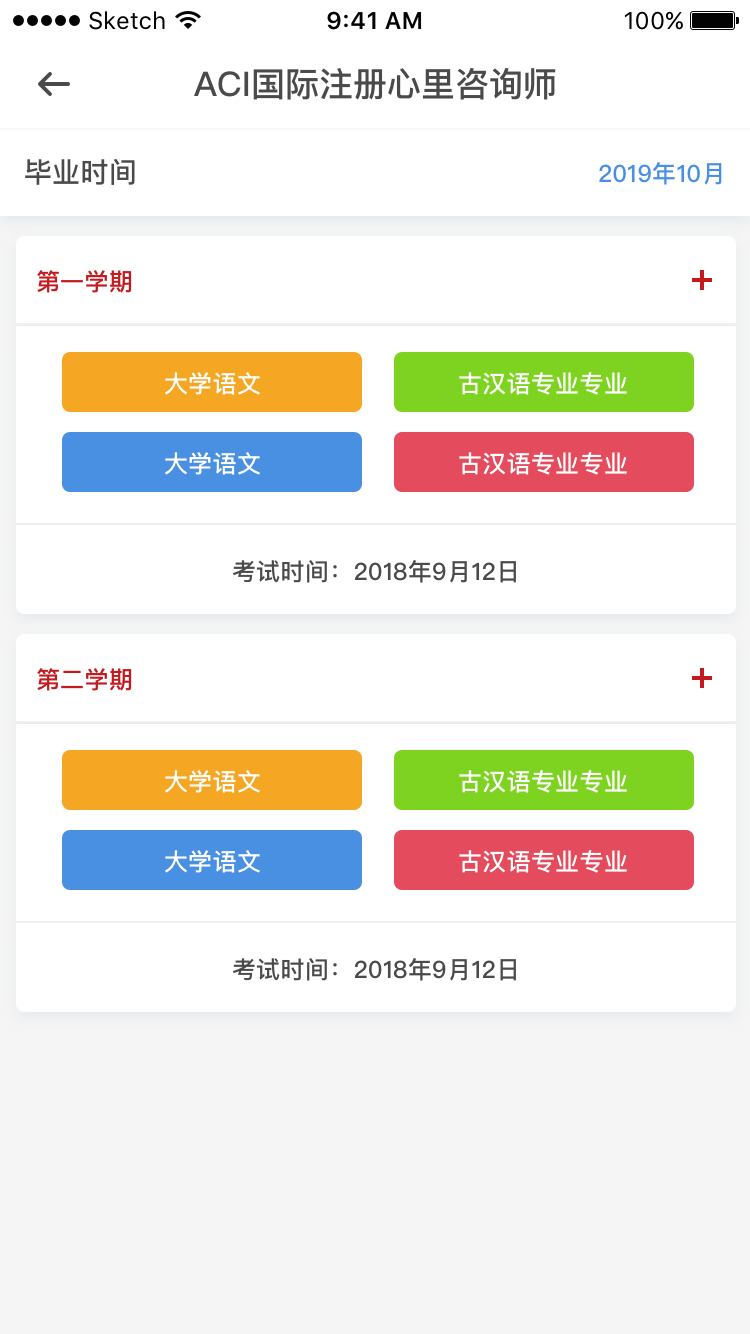 ●●●●● Sketch 9:41 AM 100%
ACI国际注册心里咨询师
毕业时间 2019年10月
第一学期 +
大学语文 古汉语专业专业
大学语文 古汉语专业专业
考试时间：2018年9月12日
第二学期 +
大学语文 古汉语专业专业
大学语文 古汉语专业专业
考试时间：2018年9月12日